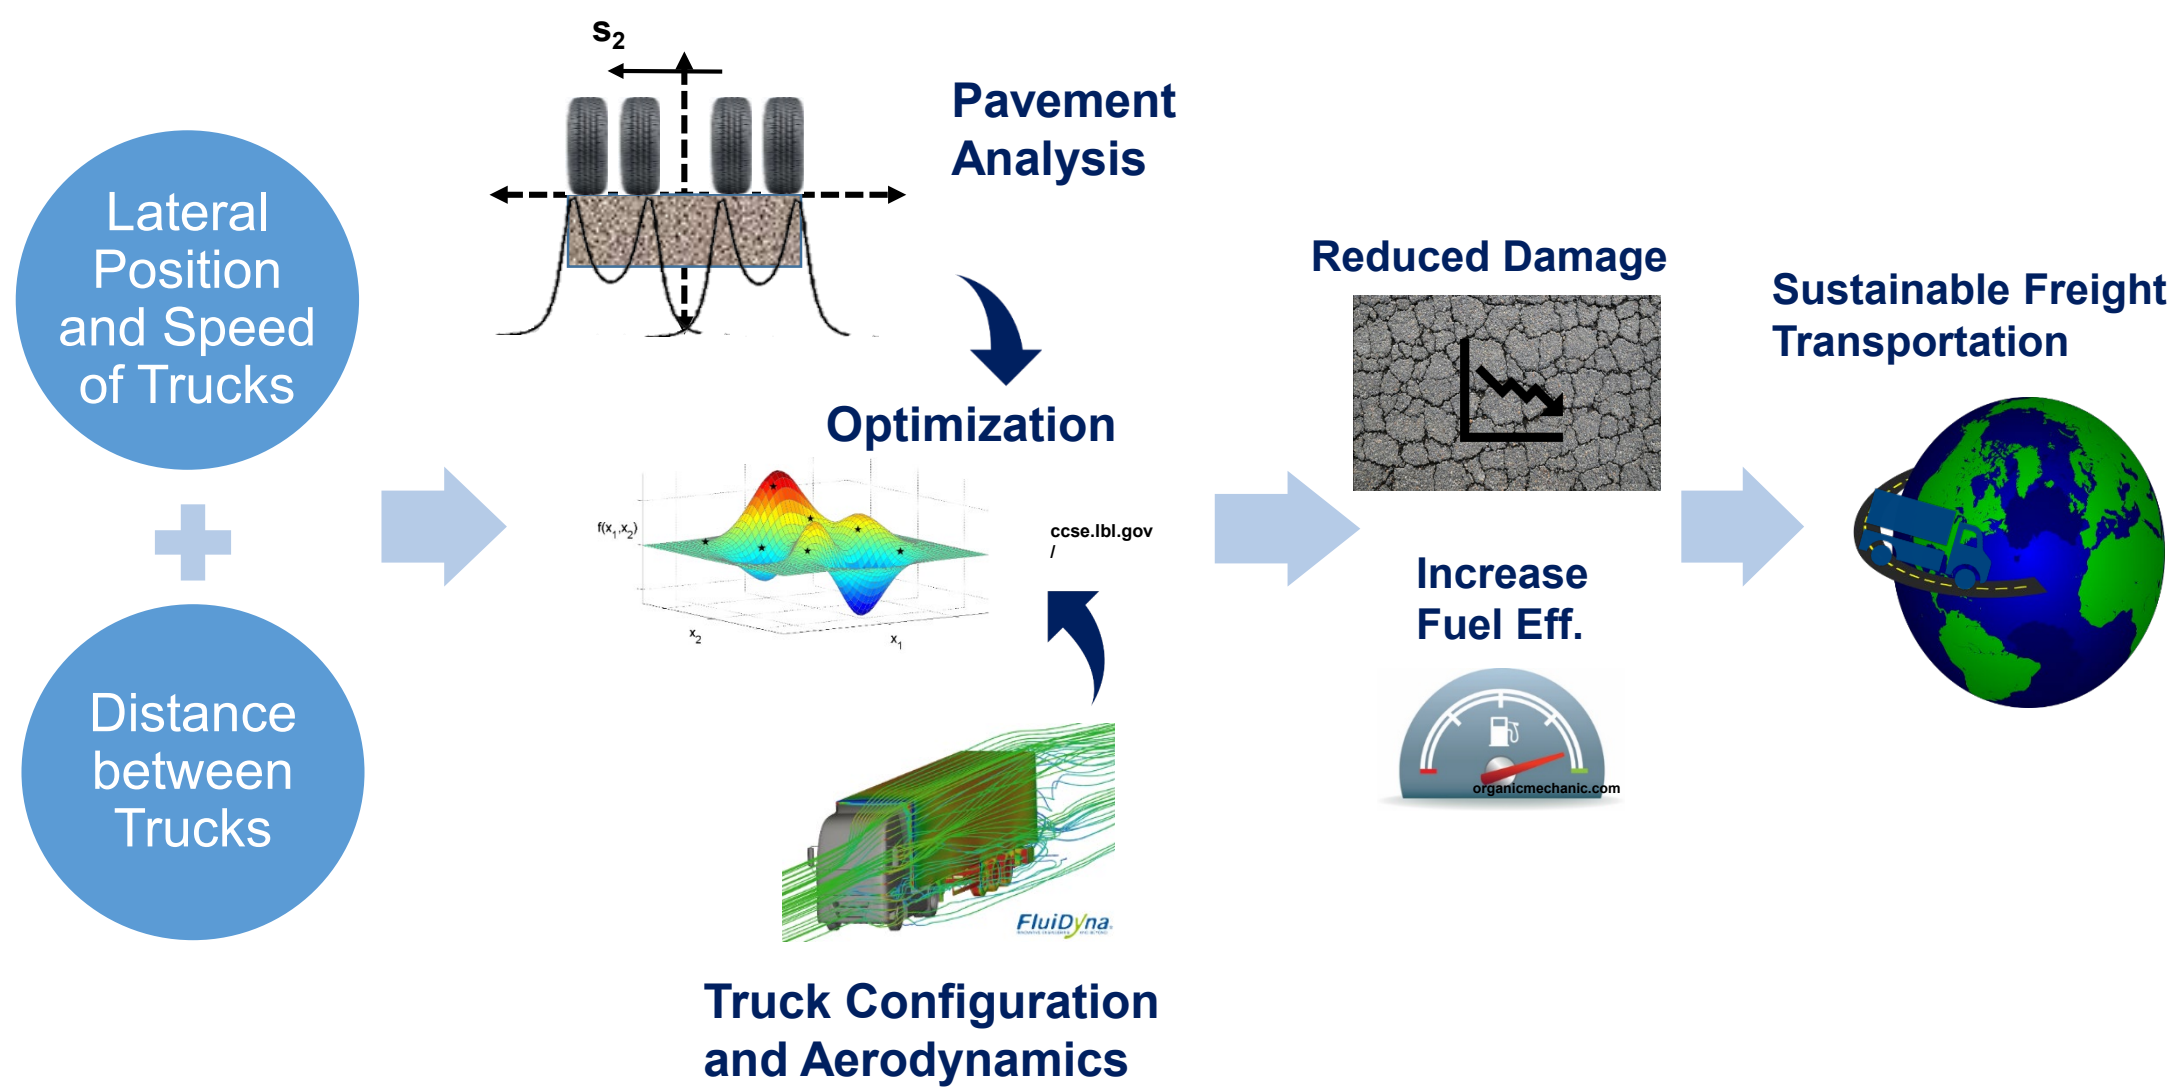 Lateral
Position
and Speed
of Trucks
Distance
between
Trucks
s2
Pavement
Analysis
Optimization
f(x1,x2)
x2
x1
ccse.lbl.gov
/
FluiDyna
Truck Configuration
and Aerodynamics
Reduced Damage
Increase
Fuel Eff.
organicmechanic.com
Sustainable Freight
Transportation